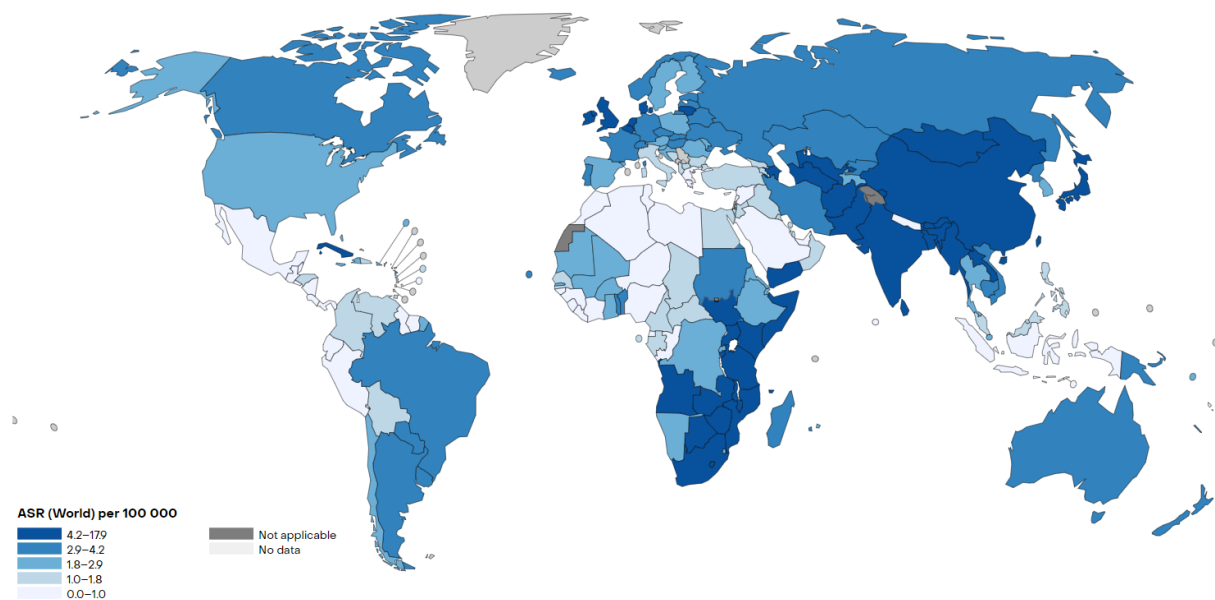 ASR (World) per 100 000
4.2–17.9
2.9–4.2
1.8–2.9
1.0–1.8
0.0–1.0
Not applicable
No data